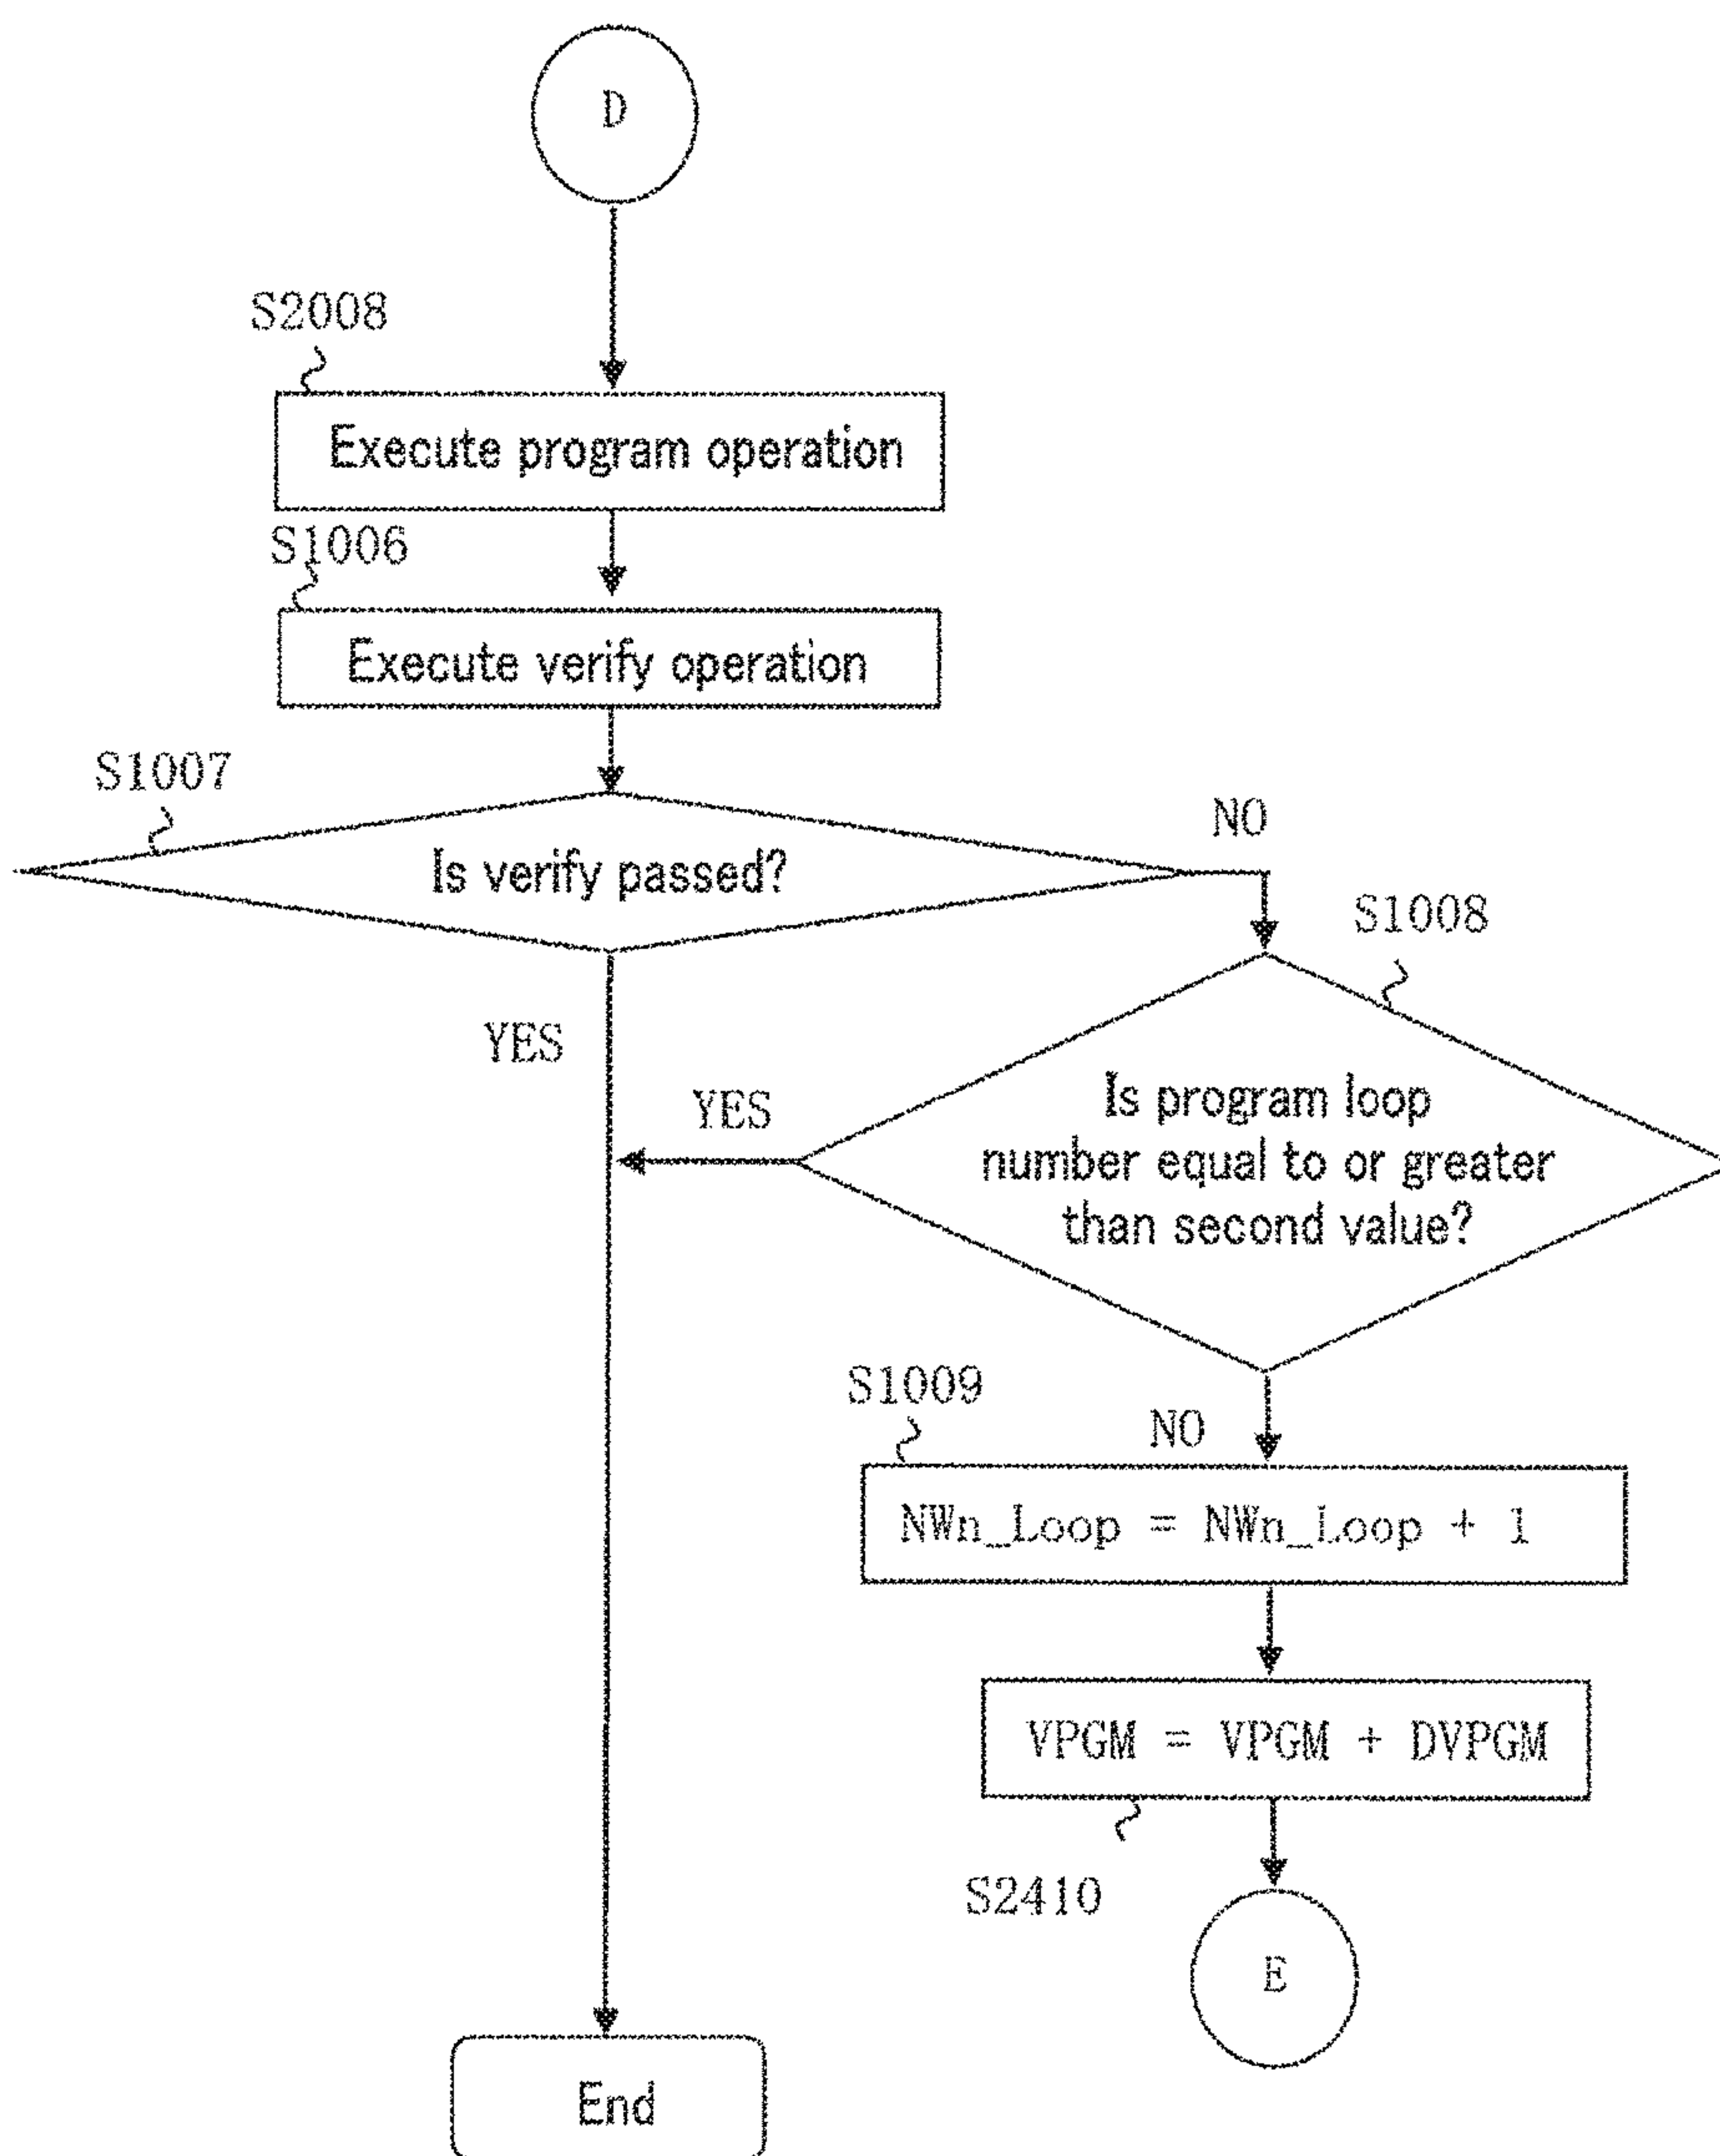 D
S2008
Execute program operation
S1006
Execute verify operation
S1007
NO
Is verify passed?
S1008
YES
YES
Is program loop
number equal to or greater
than second value?
S1009
NO
NWn_Loop = NWn_Loop + 1
VPGM = VPGM + DVPGM
S2410
E
End